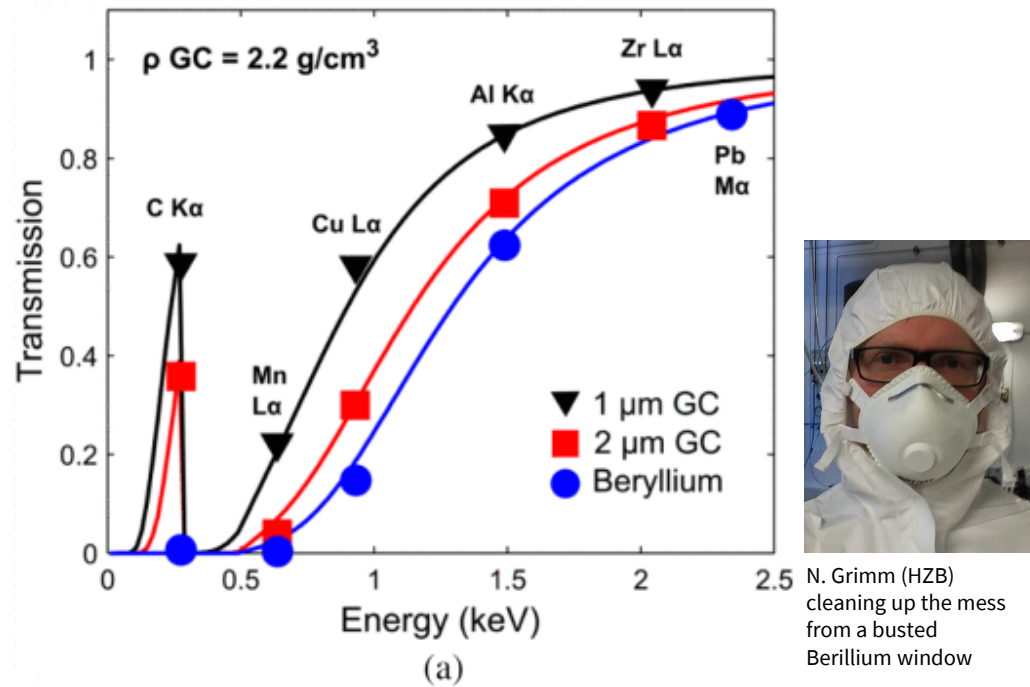 ρ GC = 2.2 g/cm³
Zr Lα
Al Kα
C Kα
Cu Lα
Pb
Mα
Mn
Lα
1 μm GC
2 μm GC
Beryllium
1
0.8
0.6
0.4
0.2
0
Transmission
0 0.5 1 1.5 2 2.5
Energy (keV)
(a)
N. Grimm (HZB)
cleaning up the mess
from a busted
Berillium window